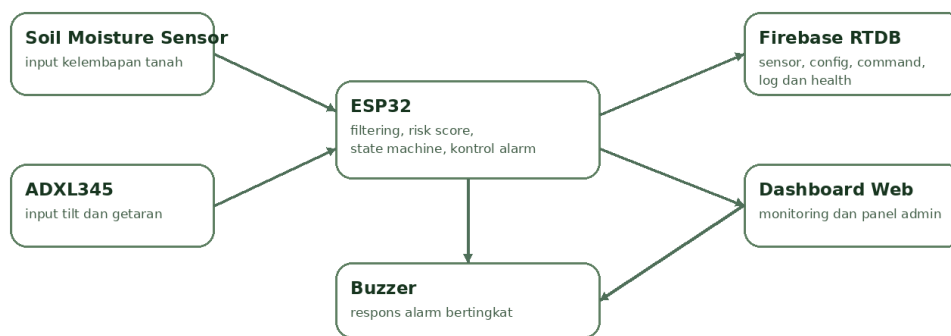 Soil Moisture Sensor
input kelembapan tanah
ADXL345
input tilt dan getaran
ESP32
filtering, risk score,
state machine, kontrol alarm
Buzzer
respons alarm bertingkat
Firebase RTDB
sensor, config, command,
log dan health
Dashboard Web
monitoring dan panel admin